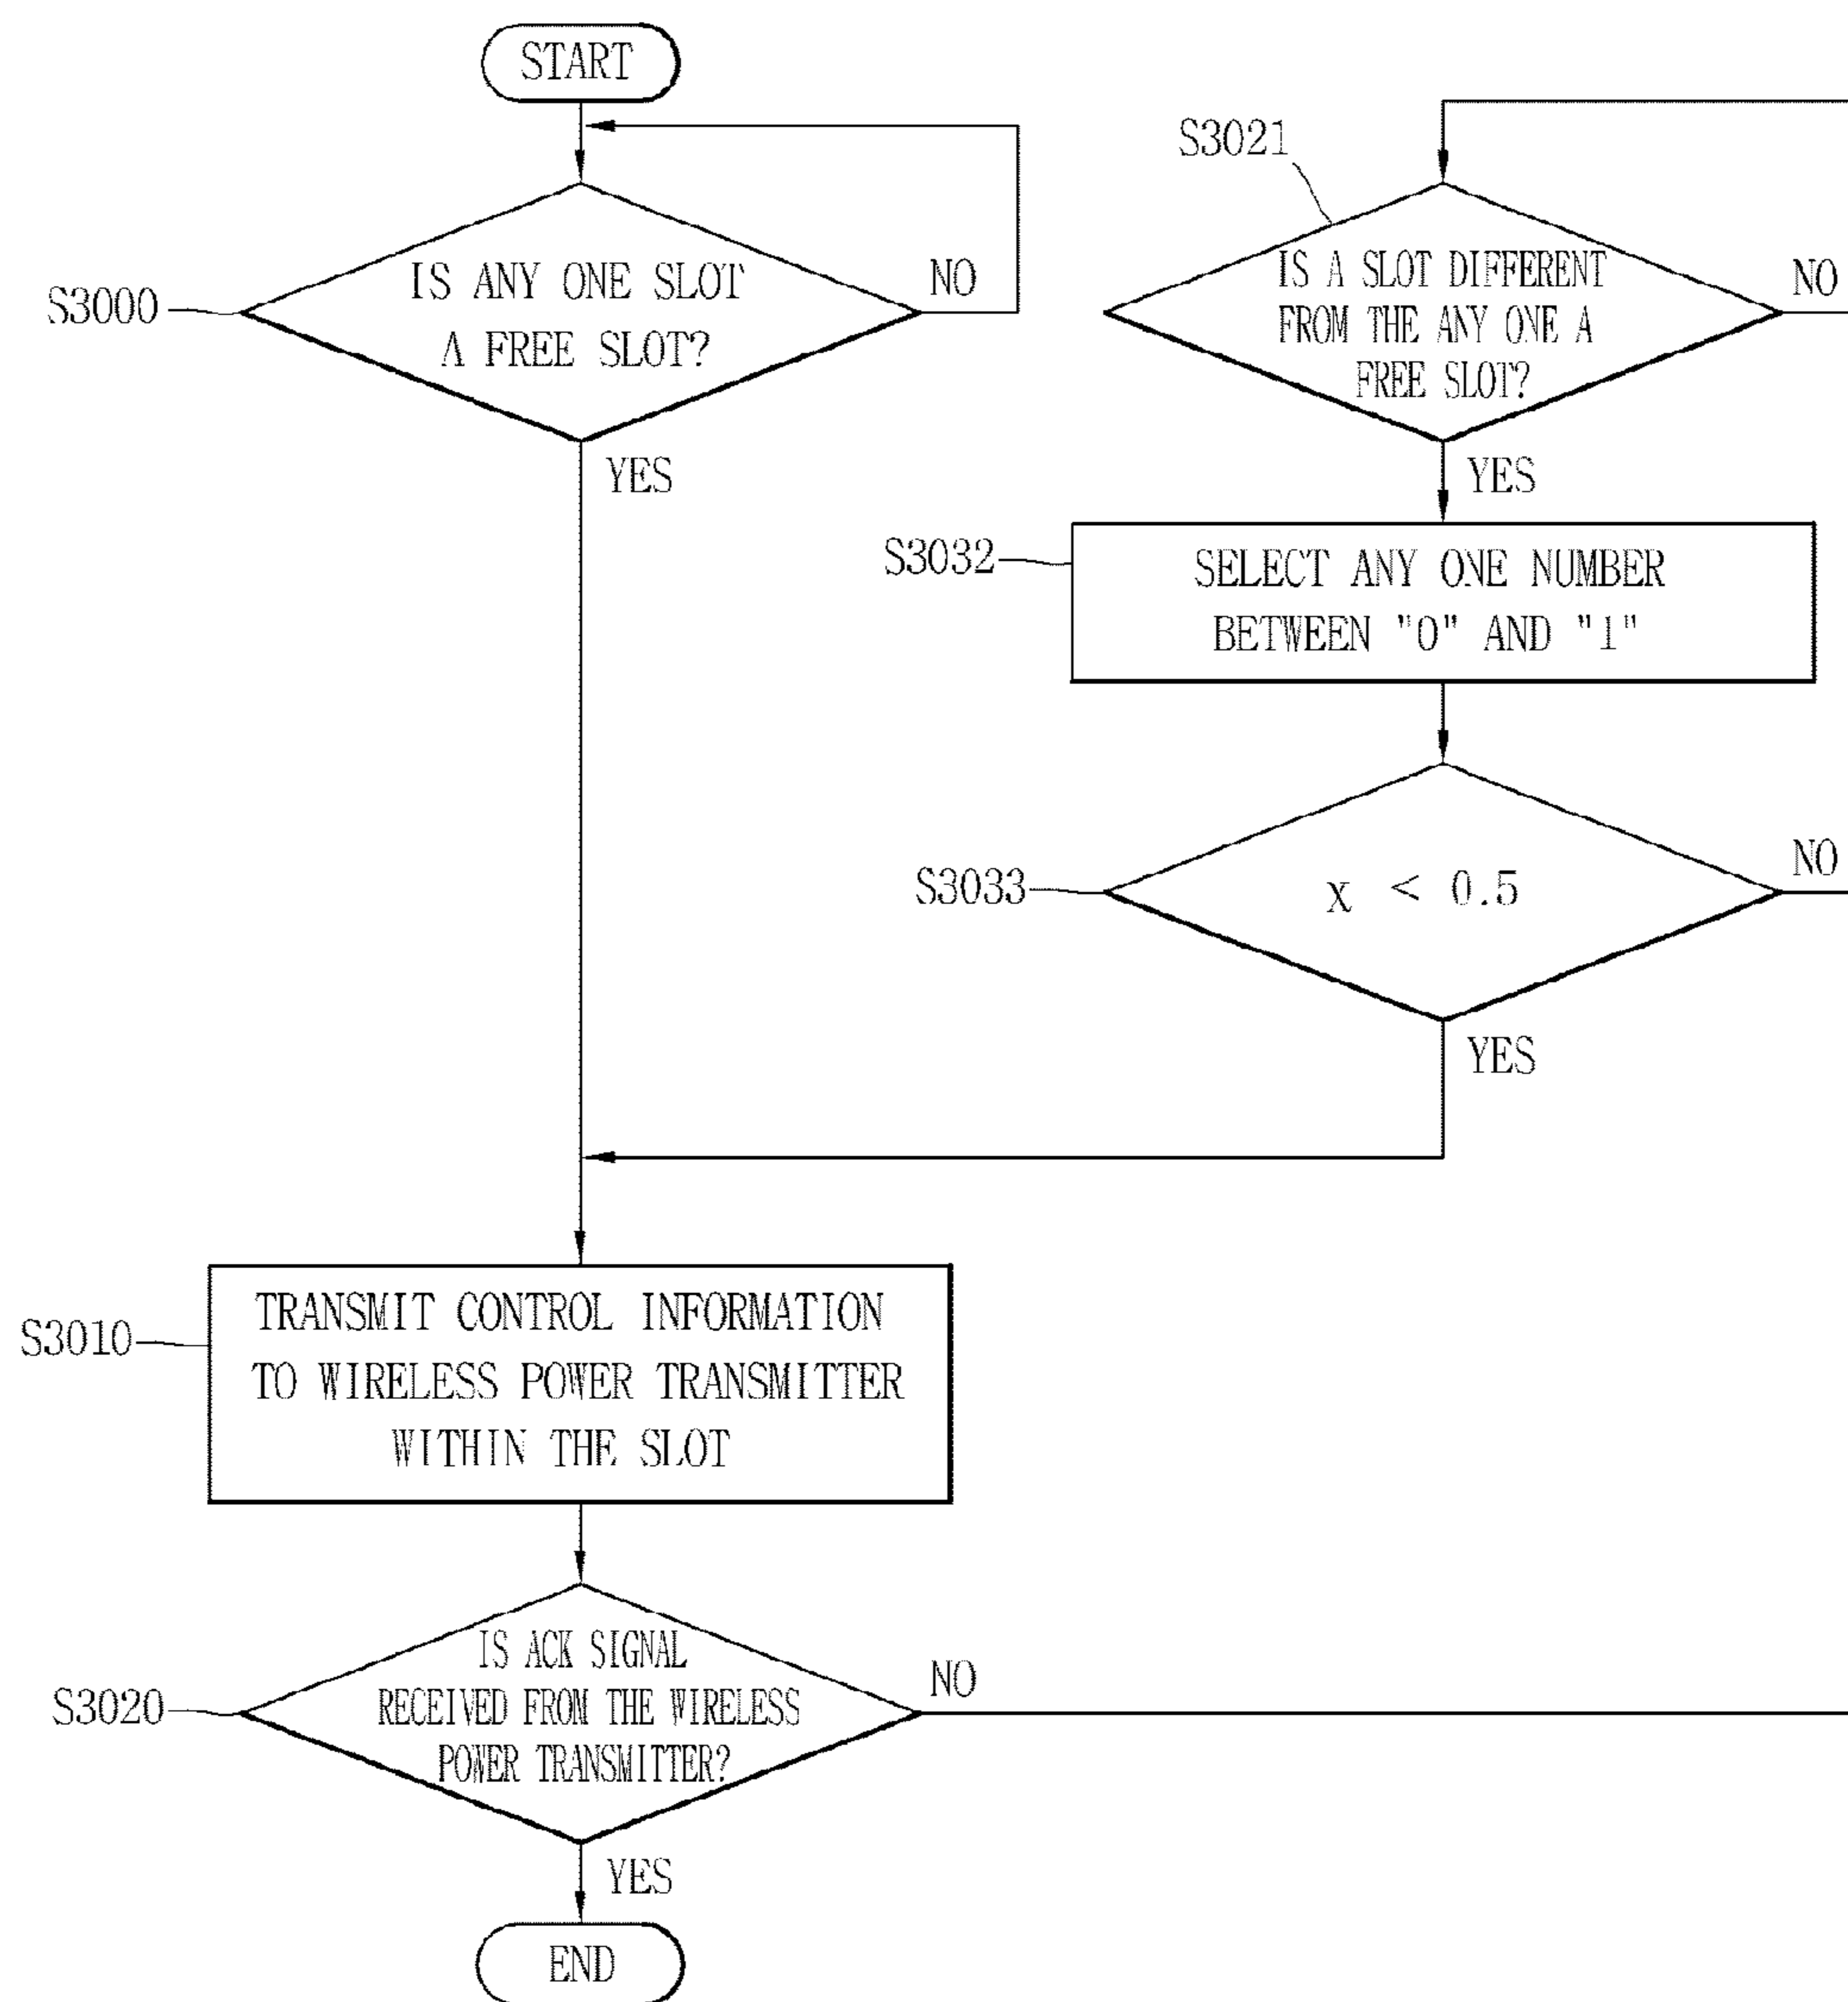 START
S3000
IS ANY ONE SLOT
A FREE SLOT?
NO
YES
S3021
IS A SLOT DIFFERENT
FROM THE ANY ONE A
FREE SLOT?
NO
YES
S3032
SELECT ANY ONE NUMBER
BETWEEN "0" AND "1"
S3033
x < 0.5
NO
YES
S3010
TRANSMIT CONTROL INFORMATION
TO WIRELESS POWER TRANSMITTER
WITHIN THE SLOT
S3020
IS ACK SIGNAL
RECEIVED FROM THE WIRELESS
POWER TRANSMITTER?
NO
YES
END